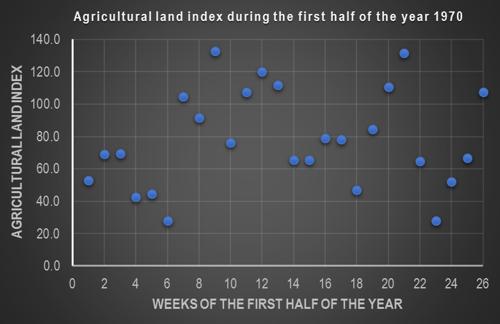 Agricultural land index during the first half of the year 1970
AGRICULTURAL LAND INDEX
140.0
120.0
100.0
80.0
60.0
40.0
20.0
0.0
0 2 4 6 8 10 12 14 16 18 20 22 24 26
WEEKS OF THE FIRST HALF OF THE YEAR